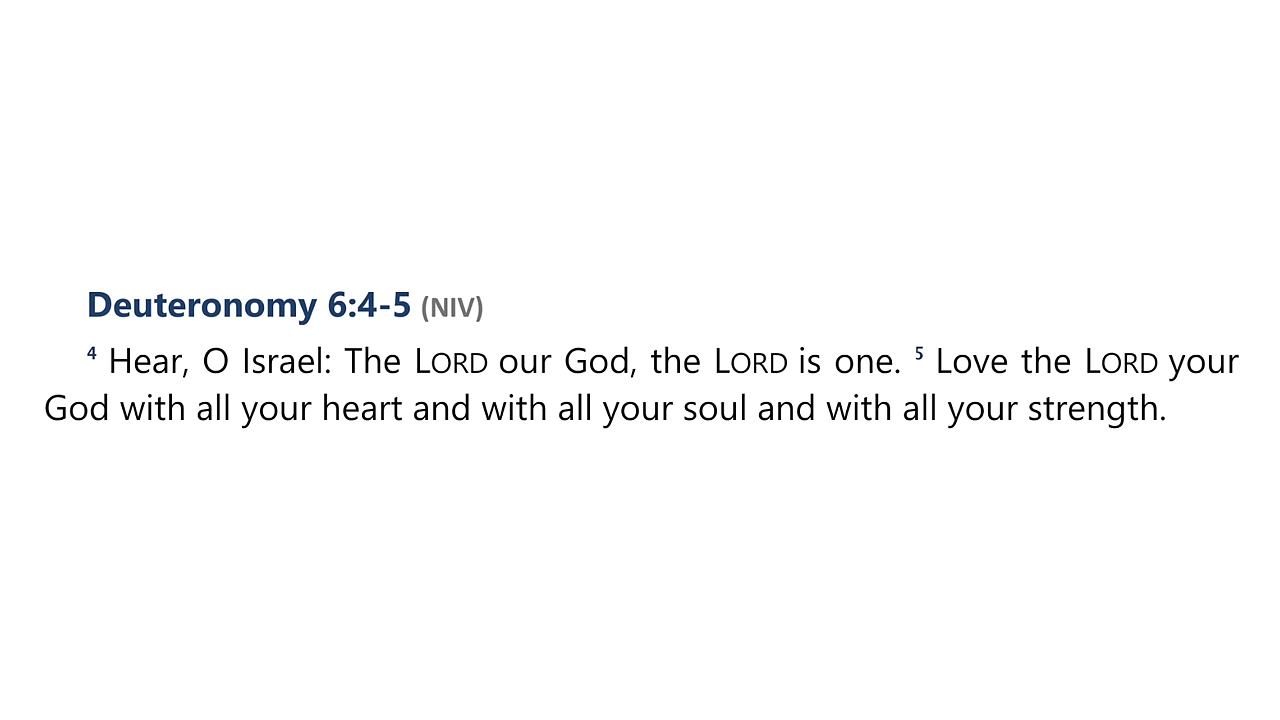 Deuteronomy 6:4-5 (NIV)
4 Hear, O Israel: The LORD our God, the LORD is one. 5 Love the LORD your
God with all your heart and with all your soul and with all your strength.